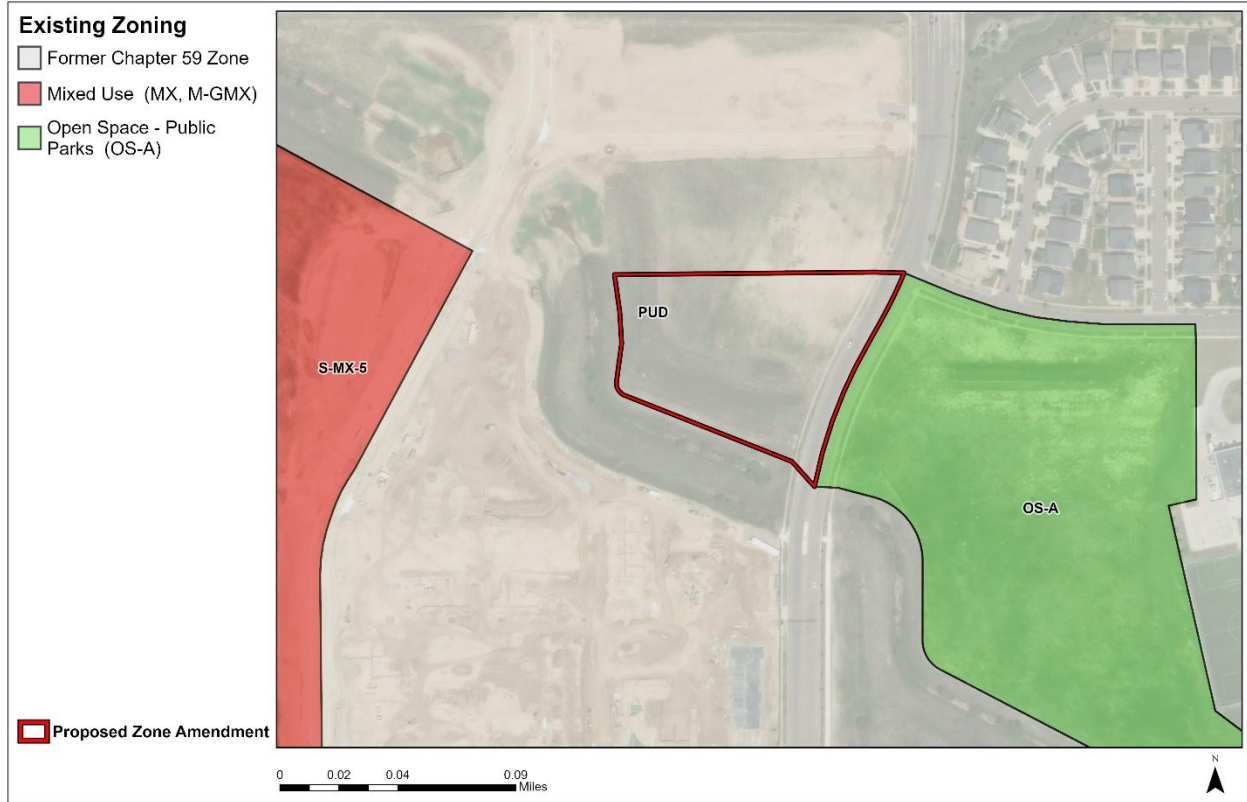 Existing Zoning
Former Chapter 59 Zone
Mixed Use (MX, M-GMX)
Open Space - Public
Parks (OS-A)
PUD
S-MX-5
OS-A
Proposed Zone Amendment
0 0.02 0.04 0.09
Miles
N